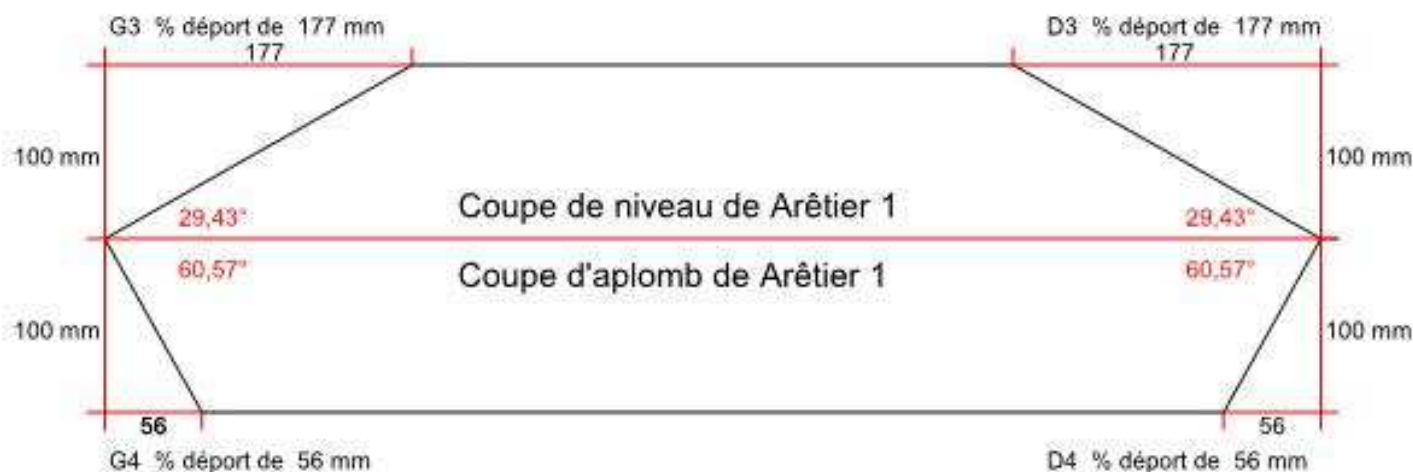 G3 % déport de 177 mm
D3 % déport de 177 mm
177
177
100 mm
100 mm
29,43°
Coupe de niveau de Arêtier 1
29,43°
60,57°
Coupe d'aplomb de Arêtier 1
60,57°
100 mm
100 mm
56
56
G4 % déport de 56 mm
D4 % déport de 56 mm